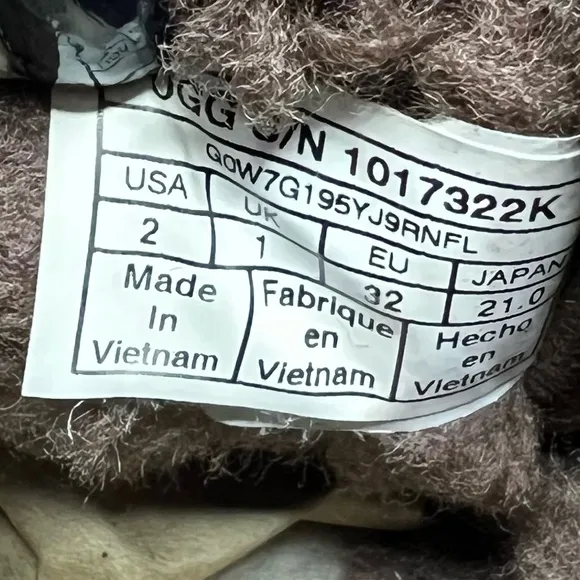 UGG S/N 1017322K
Q0W7G195YJ9RNFL
USA UK EU JAPAN
2 1 32 21.0
Made Fabrique Hecho
In en en
Vietnam Vietnam Vietnam